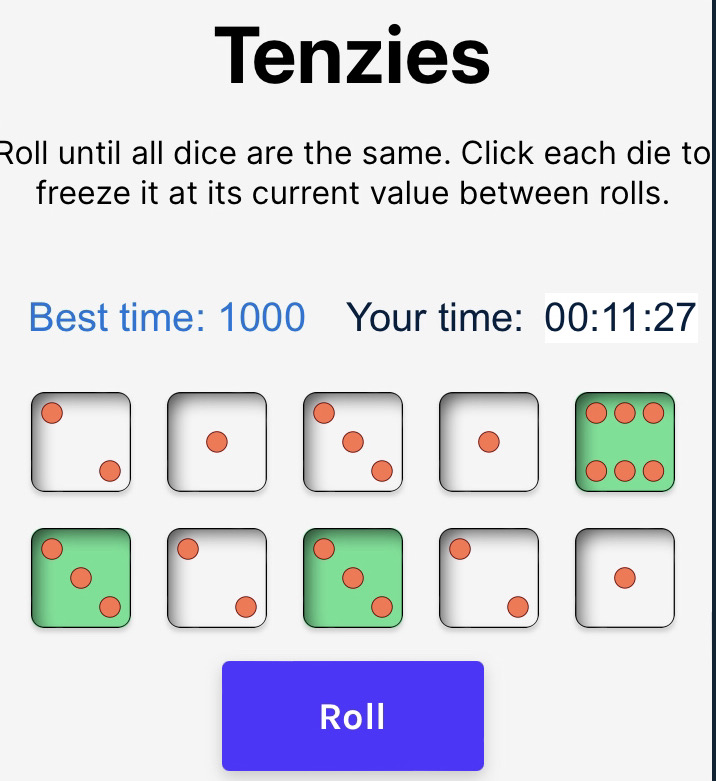 Tenzies
Roll until all dice are the same. Click each die to
freeze it at its current value between rolls.
Best time: 1000 Your time: 00:11:27
Roll